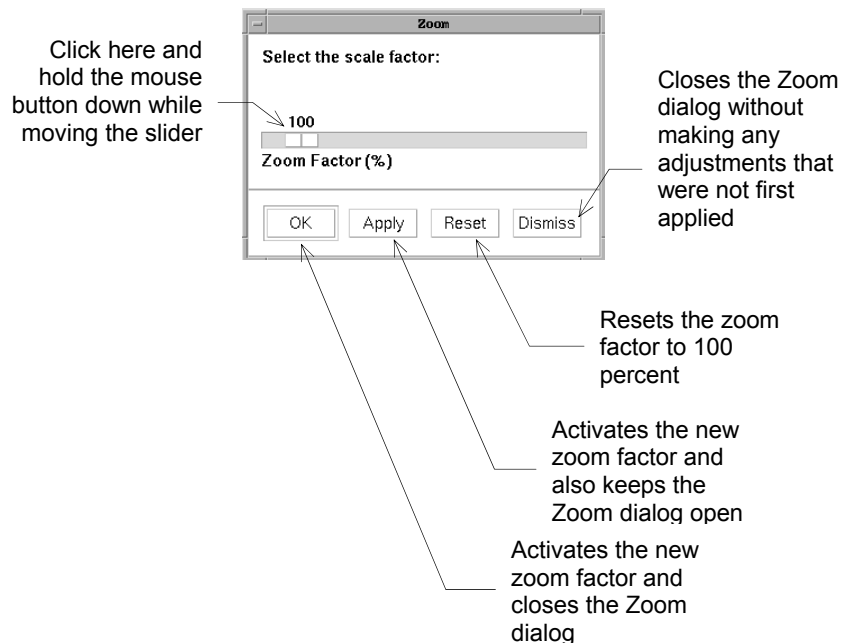 Zoom
Click here and
hold the mouse
button down while
moving the slider
Select the scale factor:
100
Zoom Factor (%)
OK
Apply
Reset
Dismiss
Closes the Zoom
dialog without
making any
adjustments that
were not first
applied
Resets the zoom
factor to 100
percent
Activates the new
zoom factor and
also keeps the
Zoom dialog open
Activates the new
zoom factor and
closes the Zoom
dialog